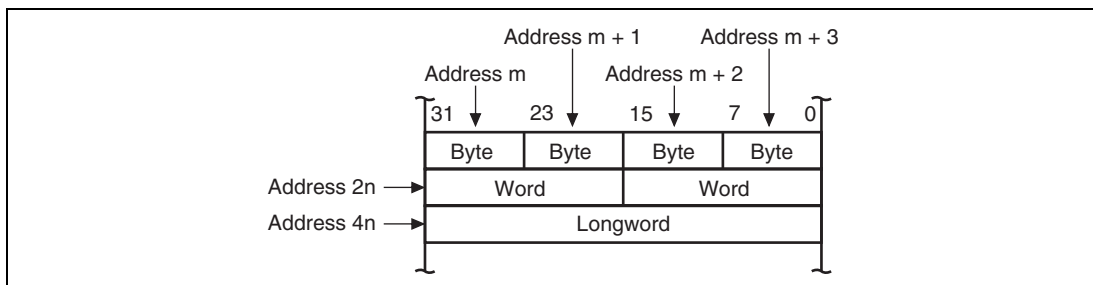 Address m + 1 Address m + 3
Address m Address m + 2
31 23 15 7 0
Byte Byte Byte Byte
Address 2n Word Word
Address 4n Longword